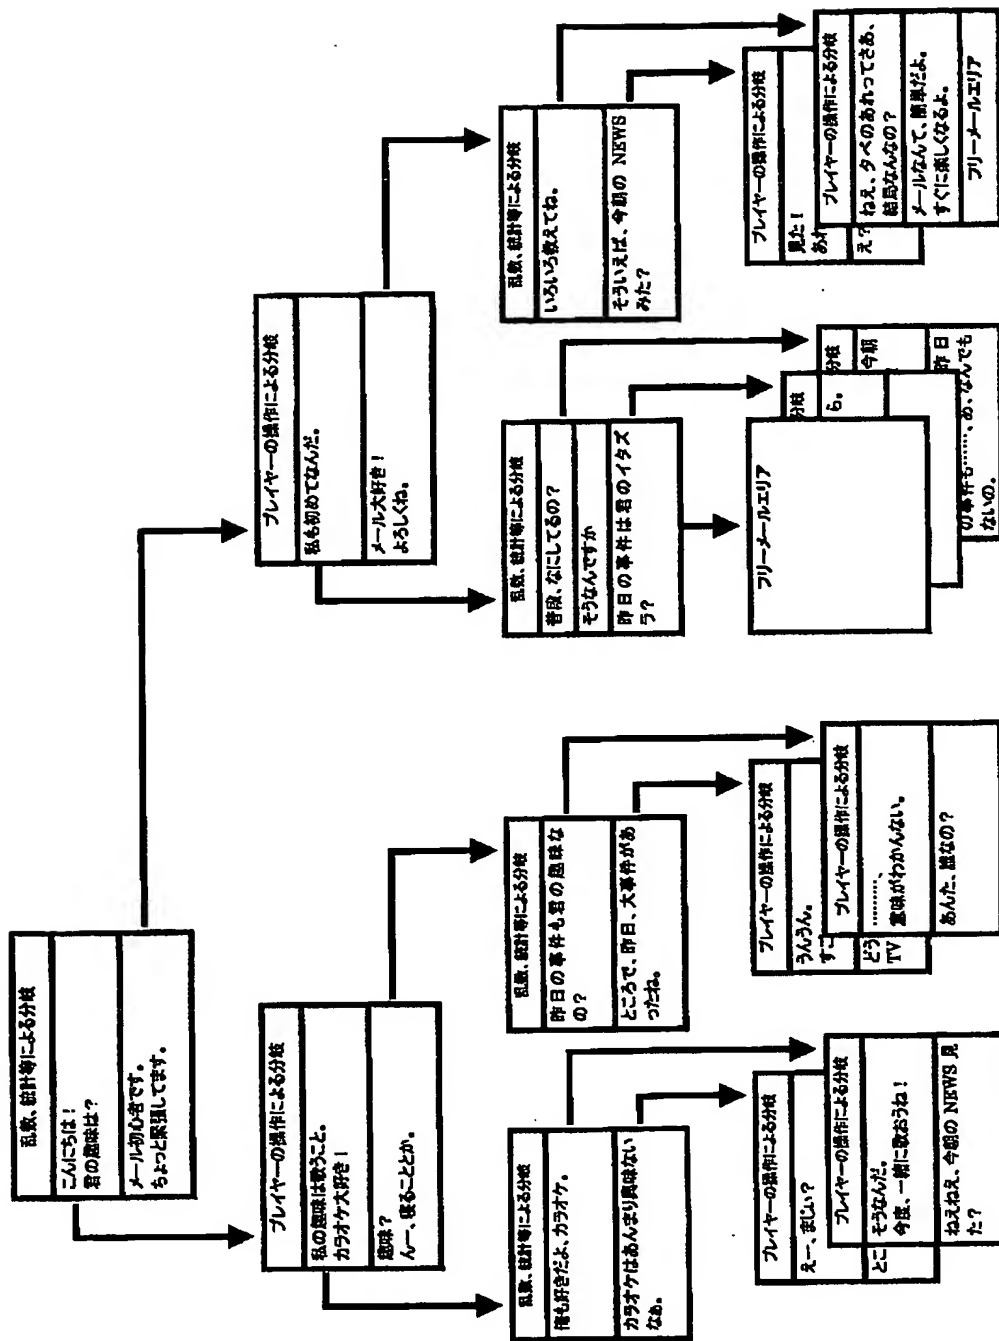 乱数、統計等による分岐
こんにちは！
君の趣味は？
メール初心者です。
ちょっと緊張してます。
プレイヤーの操作による分岐
私の趣味は歌うこと。
カラオケ大好き！
趣味？
んー、寝ることとか。
プレイヤーの操作による分岐
私も初めてなんだ。
メール大好き！
よろしくね。
乱数、統計等による分岐
俺も好きだよ、カラオケ。
カラオケはあんまり興味ない
なぁ。
乱数、統計等による分岐
昨日の事件も君の趣味な
の？
ところで、昨日、大事件があ
ったね。
乱数、統計等による分岐
普段、なにしてるの？
そうなんですか
昨日の事件は君のイタズ
ラ？
乱数、統計等による分岐
いろいろ教えてね。
そういえば、今朝の NEWS
みた？
プレイヤーの操作による分岐
えー、まじぃ？
とこ
プレイヤーの操作による分岐
そうなんだ。
今度、一緒に歌おうね！
ねえねえ、今朝の NEWS 見
た？
プレイヤーの操作による分岐
うんうん。
すご
どう
TV
プレイヤーの操作による分岐
………、
意味がわかんない。
あんた、誰なの？
フリーメールエリア
分岐
ら。
分岐
今朝
昨日
の事件も……、あ、なんでも
ないの。
プレイヤーの操作による分岐
見た！
あれ
え？
プレイヤーの操作による分岐
ねえ、夕べのあれってさあ、
結局なんなの？
メールなんて、簡単だよ。
すぐに楽しくなるよ。
フリーメールエリア